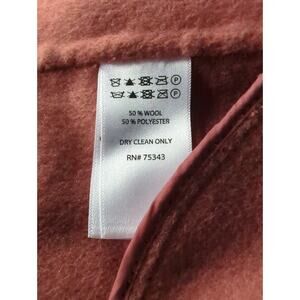 50 % WOOL
50 % POLYESTER
DRY CLEAN ONLY
RN# 75343